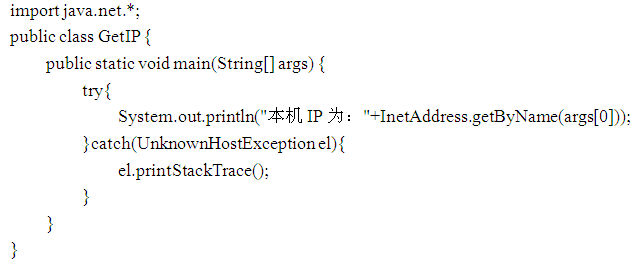 import java.net.*;
public class GetIP {
public static void main(String[] args) {
try{
System.out.println("本机 IP 为："+InetAddress.getByName(args[0]));
}catch(UnknownHostException el){
el.printStackTrace();
}
}
}